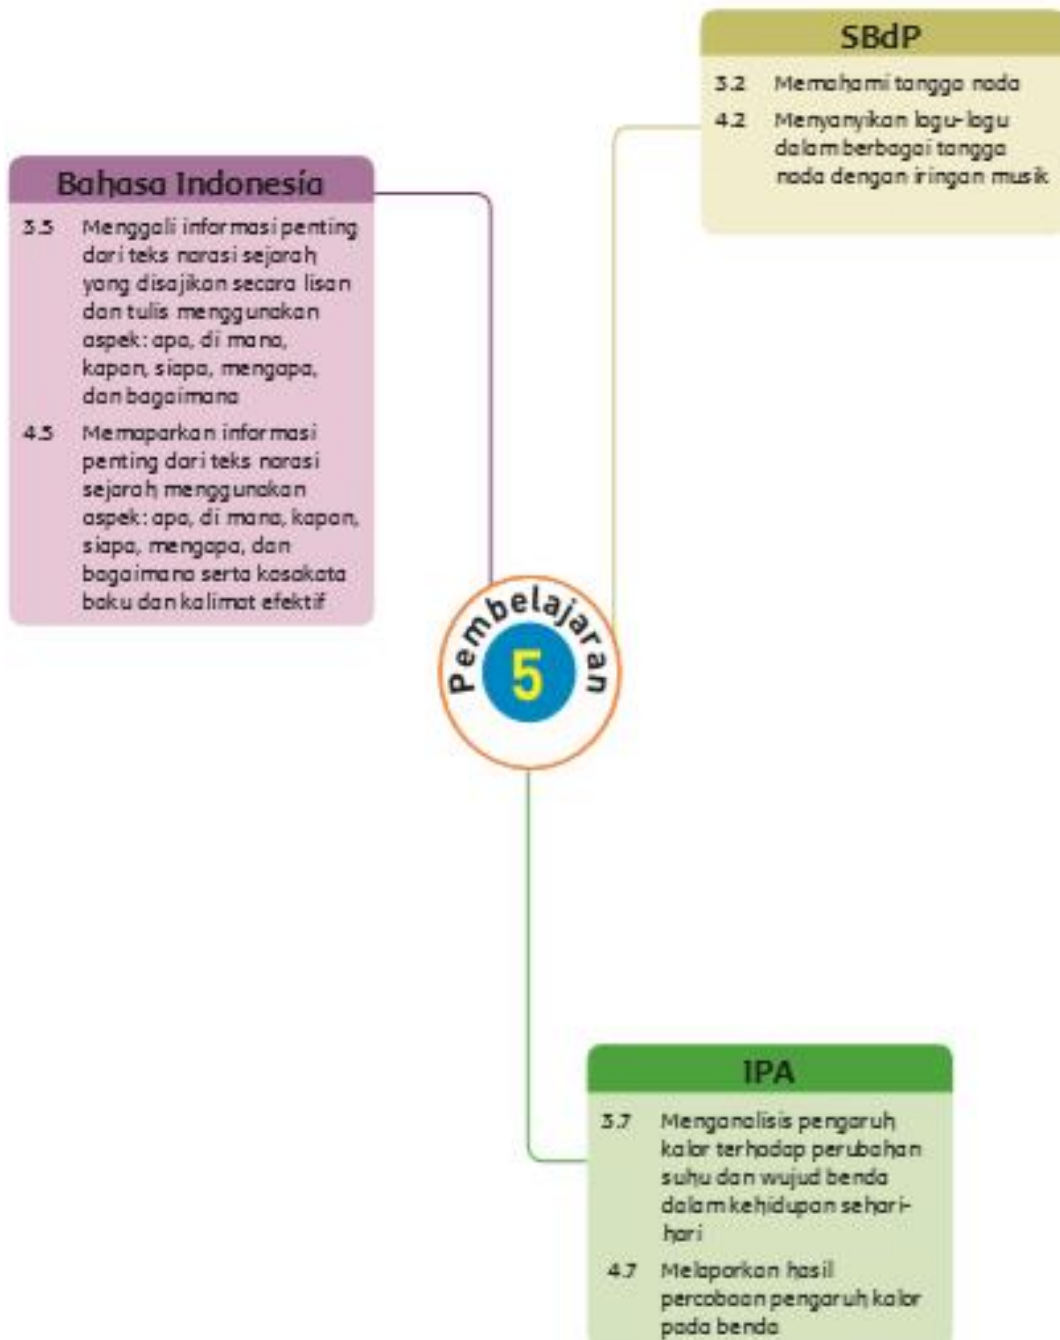 SBdP
3.2 Memahami tangga nada
4.2 Menyanyikan lagu-lagu
dalam berbagai tangga
nada dengan iringan musik
Bahasa Indonesia
3.5 Menggali informasi penting
dari teks narasi sejarah
yang disajikan secara lisan
dan tulis menggunakan
aspek: apa, di mana,
kapan, siapa, mengapa,
dan bagaimana
4.5 Memaparkan informasi
penting dari teks narasi
sejarah menggunakan
aspek: apa, di mana, kapan,
siapa, mengapa, dan
bagaimana serta kosakata
baku dan kalimat efektif
Pembelajaran
5
IPA
3.7 Menganalisis pengaruh
kalor terhadap perubahan
suhu dan wujud benda
dalam kehidupan sehari-
hari
4.7 Melaporkan hasil
percobaan pengaruh kalor
pada benda